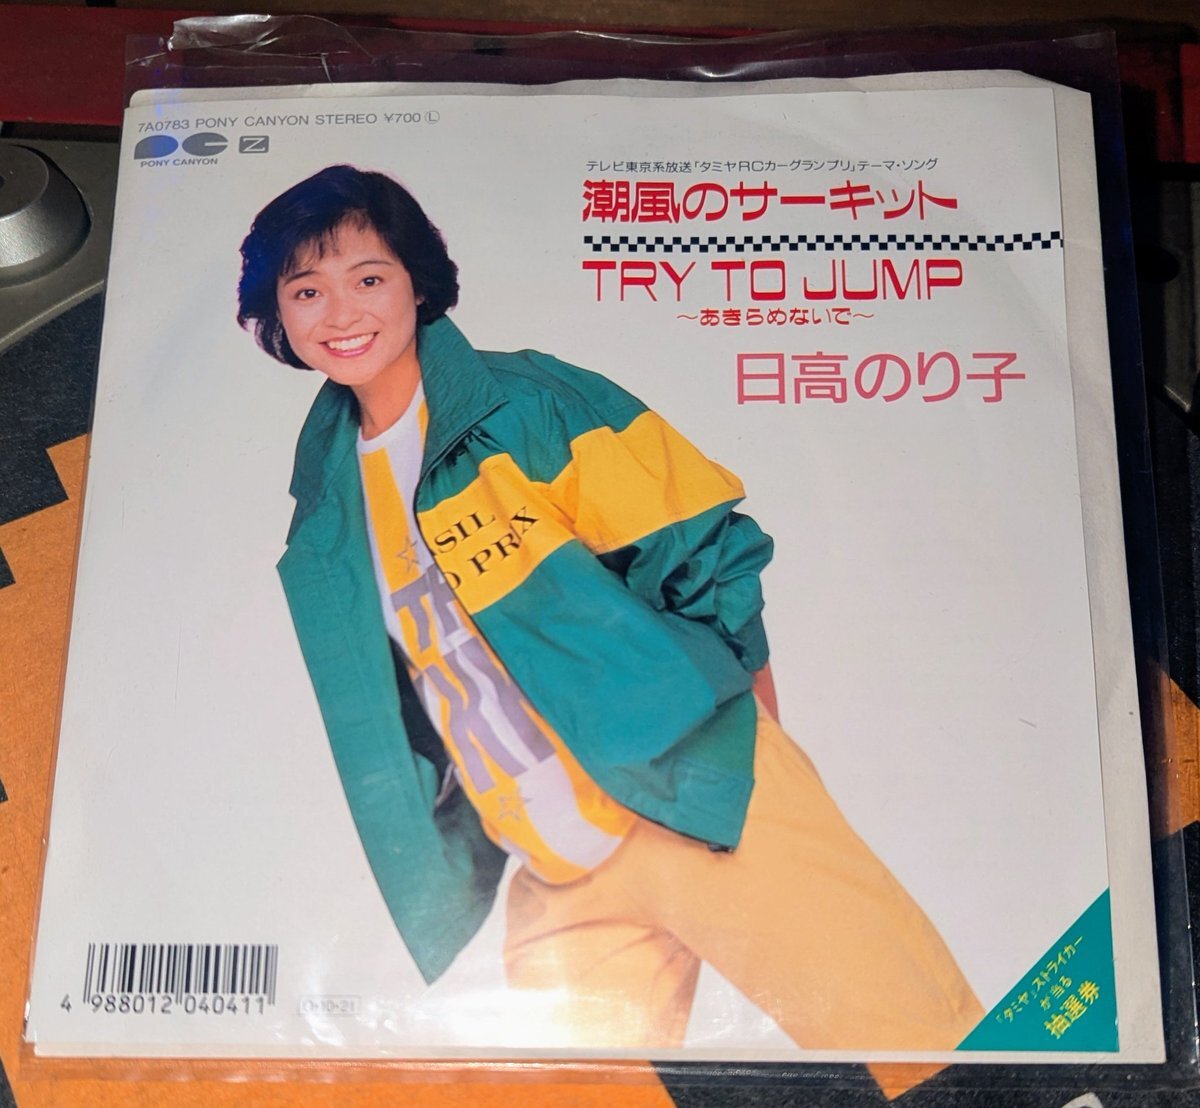 7A0783 PONY CANYON STEREO ¥700 Ⓛ
PC Z
PONY CANYON
テレビ東京系放送「タミヤRCカーグランプリ」テーマ・ソング
潮風のサーキット
TRY TO JUMP
〜あきらめないで〜
日高のり子
ASIL
D PRIX
4 988012 040411
「タミヤ」ストライカー
が当る
抽選券